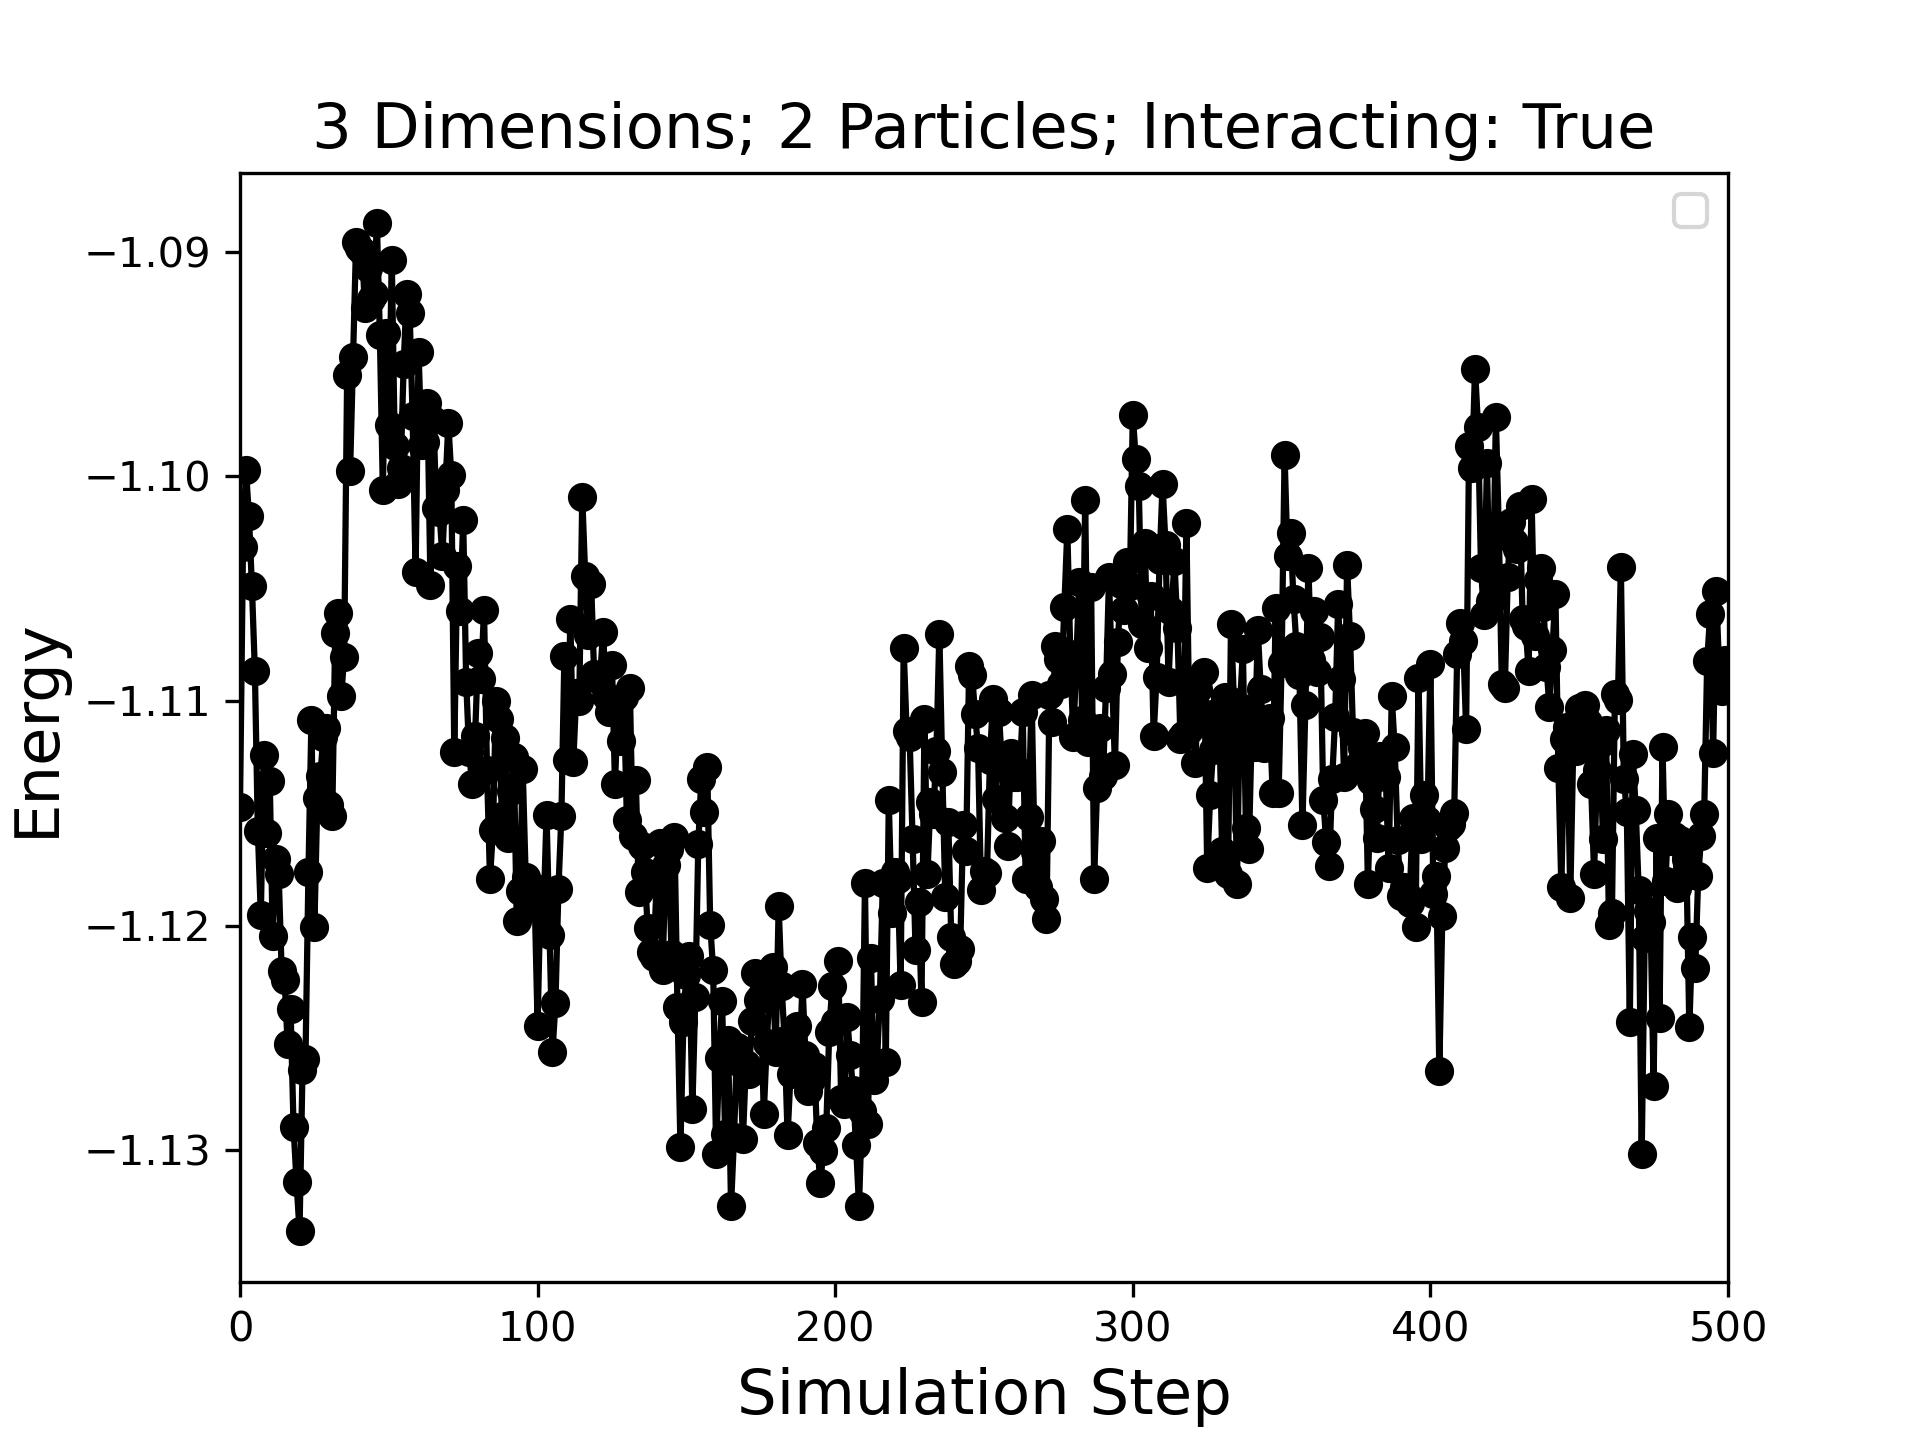 3 Dimensions; 2 Particles; Interacting: True
−1.09
−1.10
−1.11
−1.12
−1.13
Energy
0 100 200 300 400 500
Simulation Step